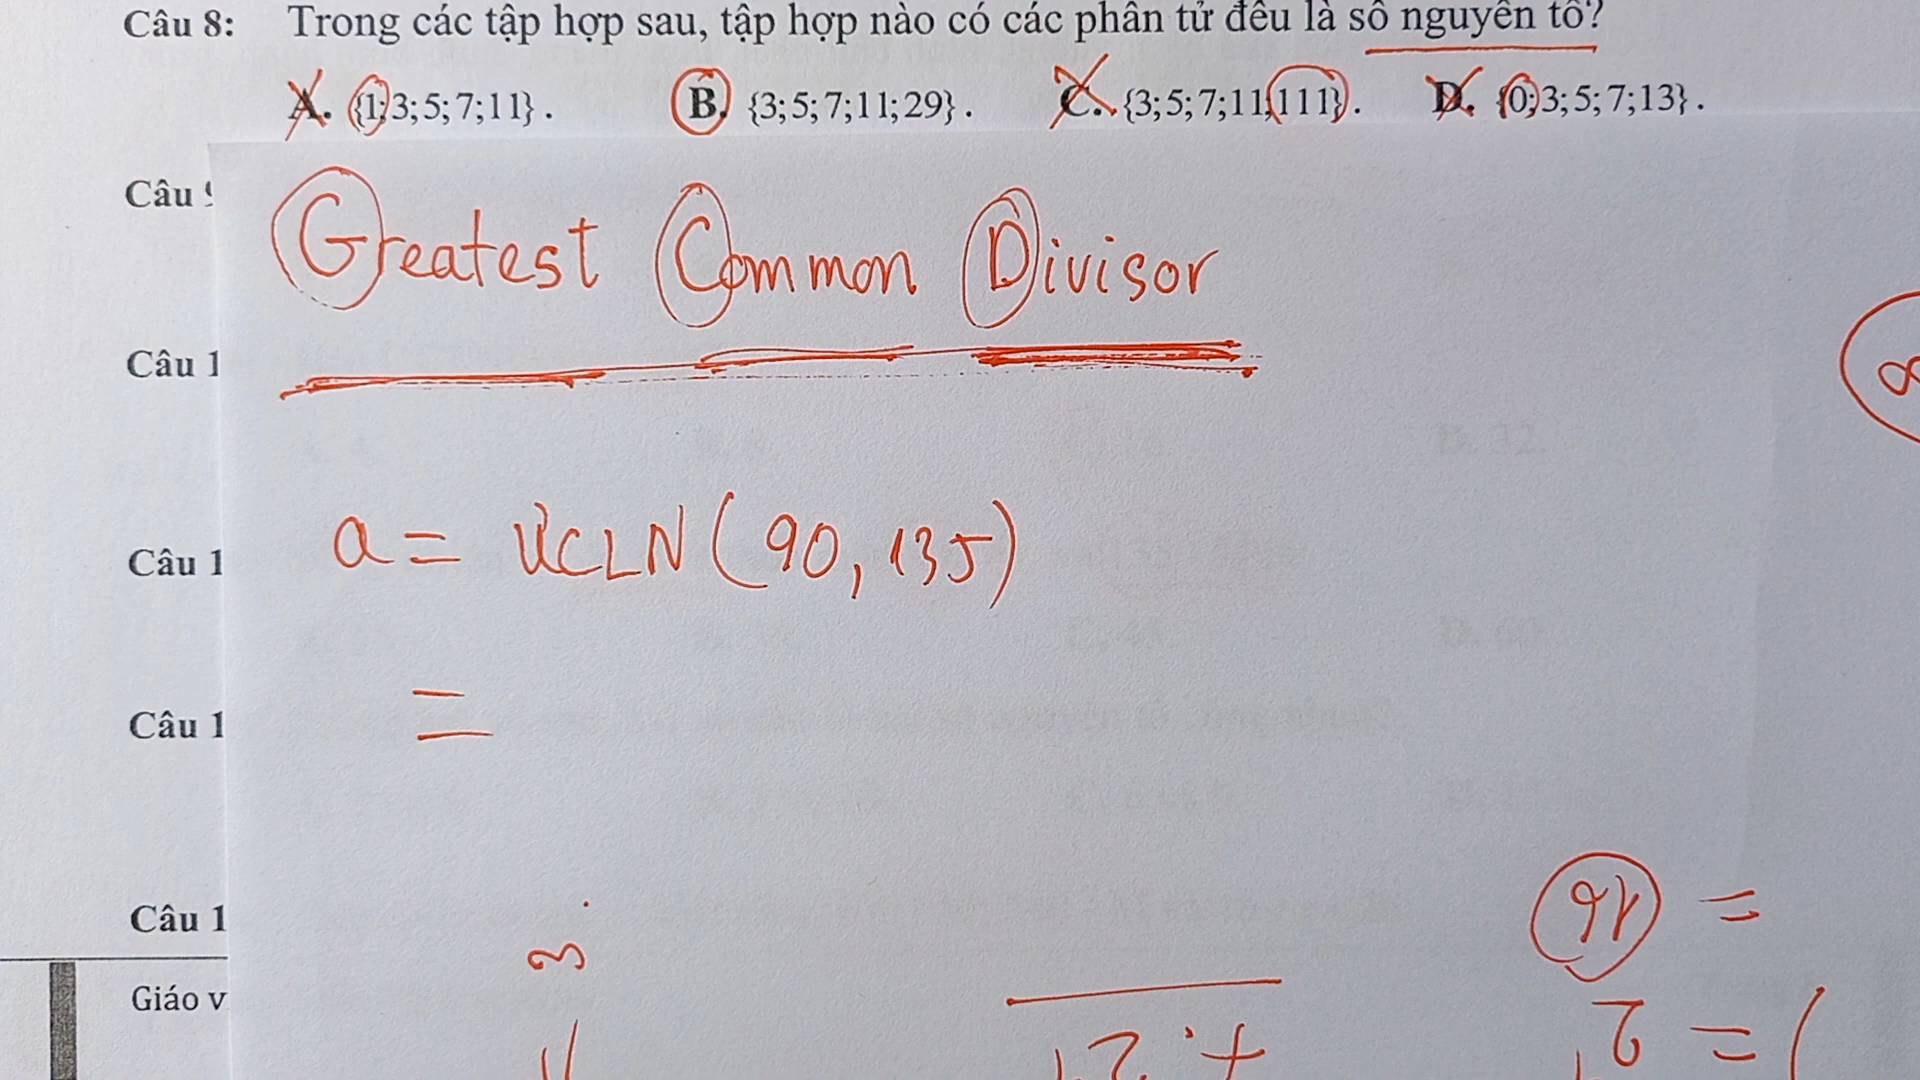 Câu 8: Trong các tập hợp sau, tập hợp nào có các phần tử đều là số nguyên tố?
A. {1;3;5;7;11}. B. {3;5;7;11;29}. C. {3;5;7;11;111}. D. {0;3;5;7;13}.
Câu
Greatest Common Divisor
Câu 1
a = ƯCLN(90, 135)
Câu 1
=
Câu 1
Câu 1
= 16
3
Giáo v